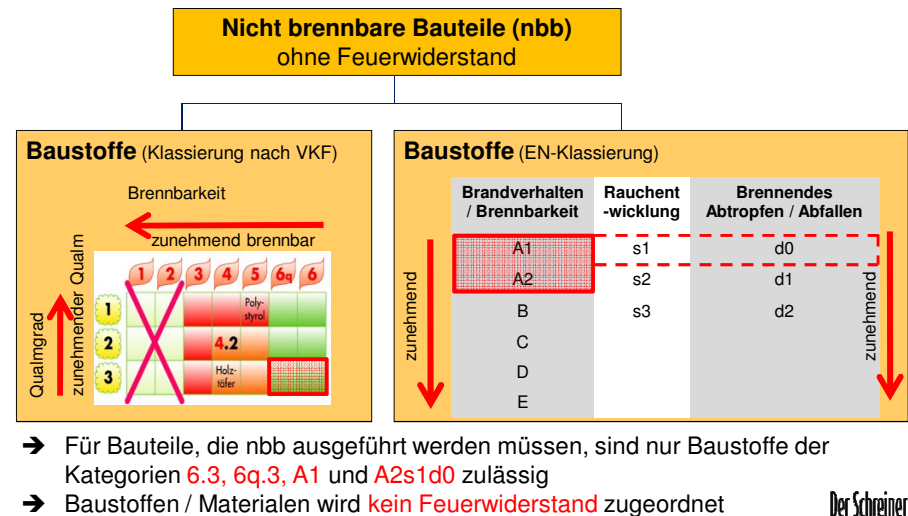 Nicht brennbare Bauteile (nbb)
ohne Feuerwiderstand
Baustoffe (Klassierung nach VKF)
Brennbarkeit
zunehmend brennbar
Qualmgrad
zunehmender Qualm
1 2 3 4 5 6q 6
1
Poly-
styrol
2
4.2
3
Holz-
täfer
Baustoffe (EN-Klassierung)
Brandverhalten Rauchent Brennendes
/ Brennbarkeit -wicklung Abtropfen / Abfallen
zunehmend
A1 s1 d0
A2 s2 d1
B s3 d2
C
D
E
zunehmend
➔ Für Bauteile, die nbb ausgeführt werden müssen, sind nur Baustoffe der
Kategorien 6.3, 6q.3, A1 und A2s1d0 zulässig
➔ Baustoffen / Materialen wird kein Feuerwiderstand zugeordnet
Der Schreiner